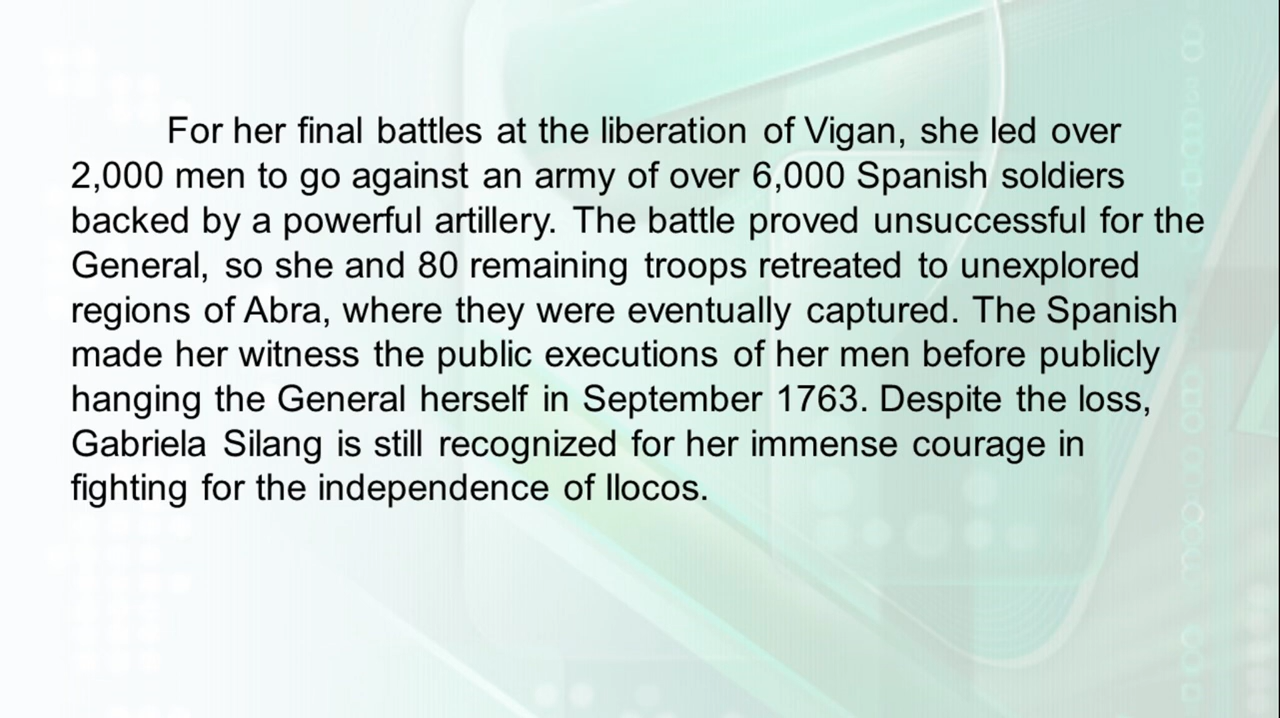 For her final battles at the liberation of Vigan, she led over
2,000 men to go against an army of over 6,000 Spanish soldiers
backed by a powerful artillery. The battle proved unsuccessful for the
General, so she and 80 remaining troops retreated to unexplored
regions of Abra, where they were eventually captured. The Spanish
made her witness the public executions of her men before publicly
hanging the General herself in September 1763. Despite the loss,
Gabriela Silang is still recognized for her immense courage in
fighting for the independence of Ilocos.